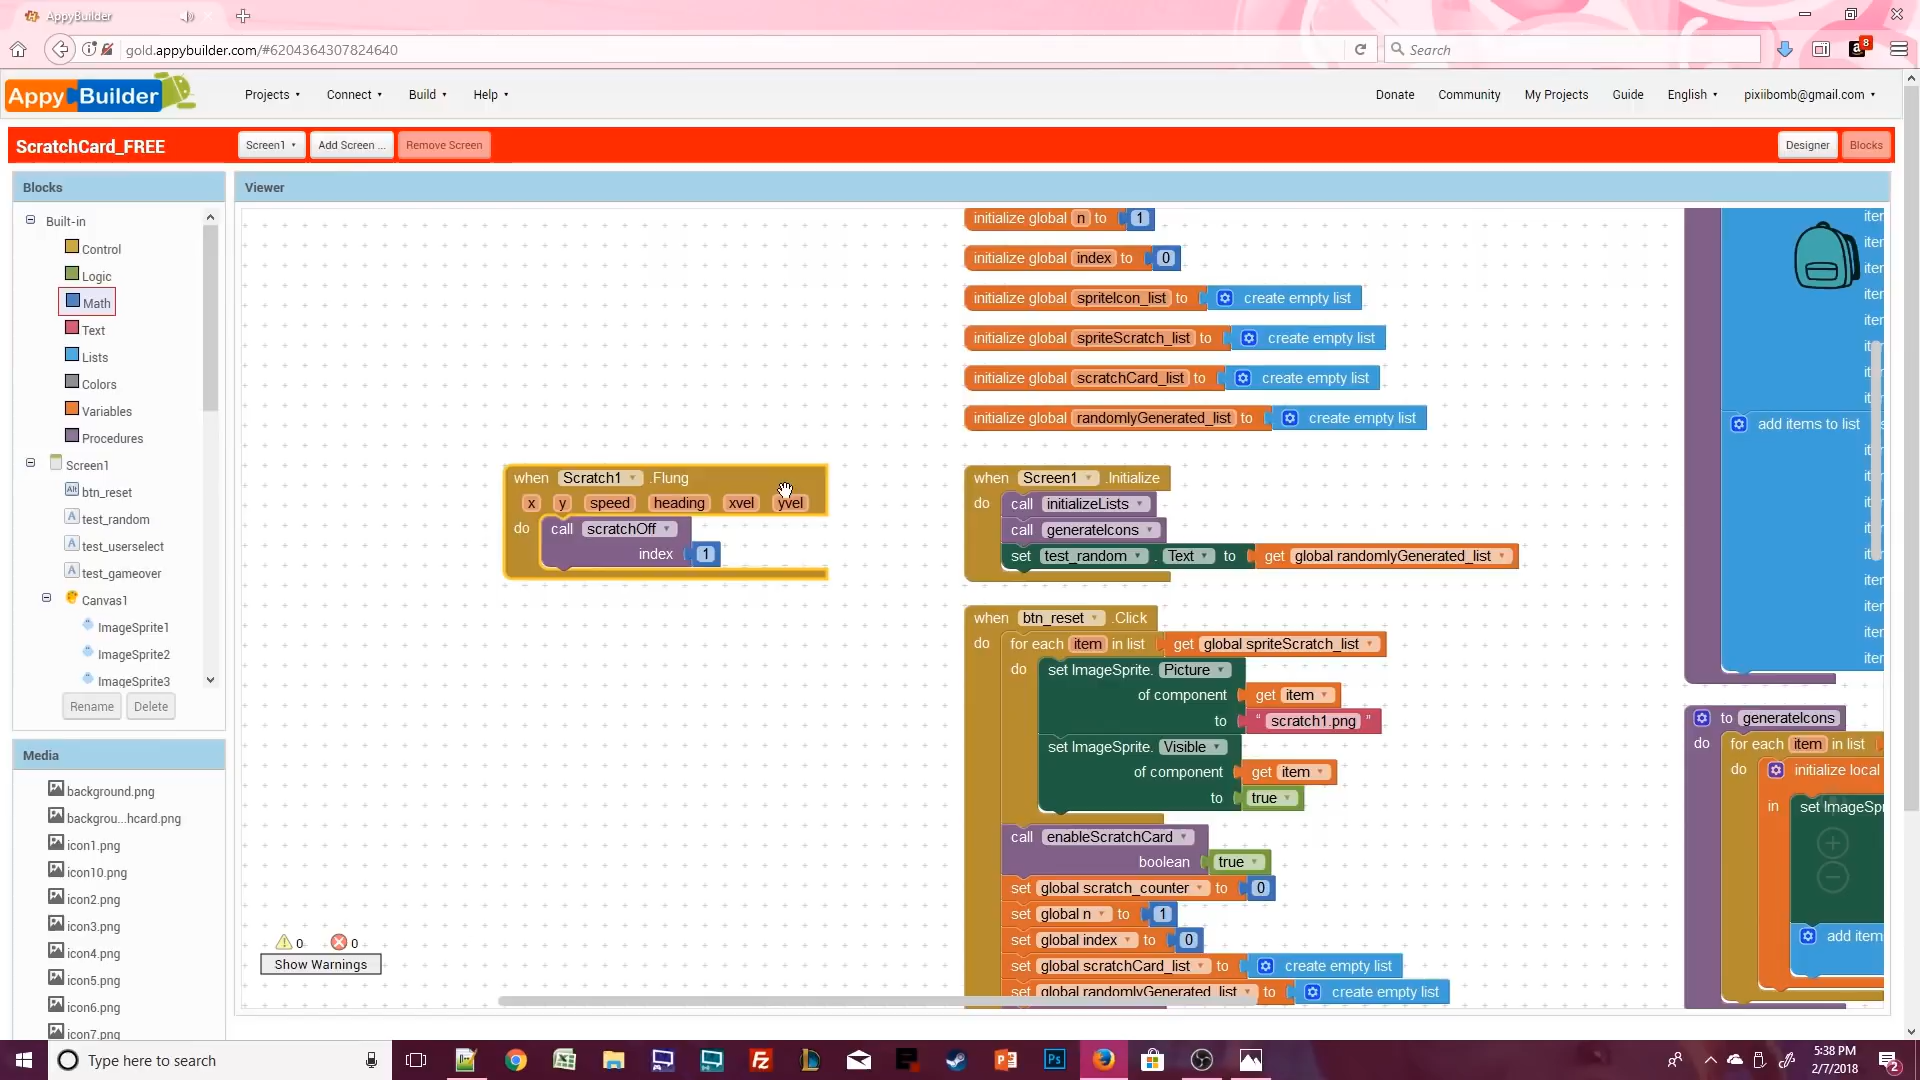 AppyBuilder
gold.appybuilder.com/#6204364307824640
Search
8
Appy Builder
Projects
Connect
Build
Help
Donate
Community
My Projects
Guide
English
pixiibomb@gmail.com
ScratchCard_FREE
Screen1
Add Screen ...
Remove Screen
Designer
Blocks
Blocks
Built-in
Control
Logic
Math
Text
Lists
Colors
Variables
Procedures
Screen1
btn_reset
test_random
test_userselect
test_gameover
Canvas1
ImageSprite1
ImageSprite2
ImageSprite3
Rename
Delete
Media
background.png
backgrou...hcard.png
icon1.png
icon10.png
icon2.png
icon3.png
icon4.png
icon5.png
icon6.png
icon7.png
Viewer
when Scratch1 .Flung
x y speed heading xvel yvel
do call scratchOff
index 1
0 0
Show Warnings
initialize global n to 1
initialize global index to 0
initialize global spriteIcon_list to create empty list
initialize global spriteScratch_list to create empty list
initialize global scratchCard_list to create empty list
initialize global randomlyGenerated_list to create empty list
when Screen1 .Initialize
do call initializeLists
call generateIcons
set test_random . Text to get global randomlyGenerated_list
when btn_reset .Click
do for each item in list get global spriteScratch_list
do set ImageSprite. Picture
of component get item
to " scratch1.png "
set ImageSprite. Visible
of component get item
to true
call enableScratchCard
boolean true
set global scratch_counter to 0
set global n to 1
set global index to 0
set global scratchCard_list to create empty list
set global randomlyGenerated_list to create empty list
add items to list
to generateIcons
do for each item in list
do initialize local
in set ImageSpr
add item
Type here to search
5:38 PM
2/7/2018
2